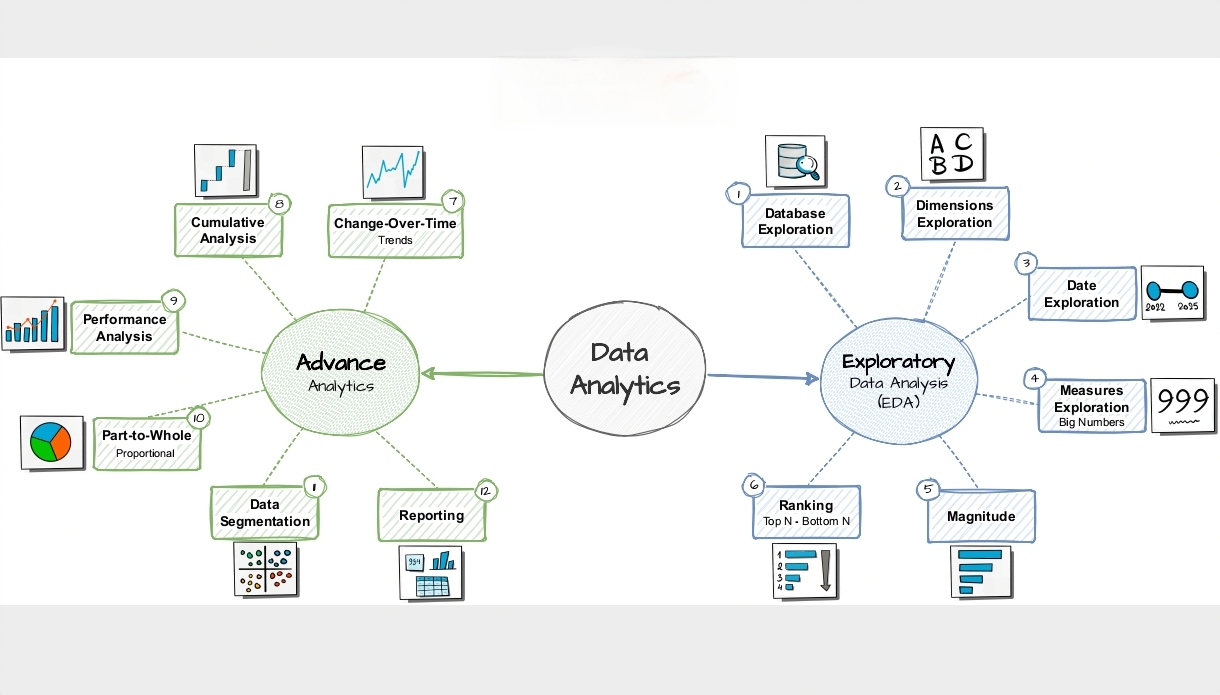 Data
Analytics
Exploratory
Data Analysis
(EDA)
1
Database
Exploration
A C
B D
2
Dimensions
Exploration
3
Date
Exploration
2022 2025
4
Measures
Exploration
Big Numbers
999
5
Magnitude
6
Ranking
Top N - Bottom N
1
2
3
4
Advance
Analytics
7
Change-Over-Time
Trends
8
Cumulative
Analysis
9
Performance
Analysis
10
Part-to-Whole
Proportional
1
Data
Segmentation
12
Reporting